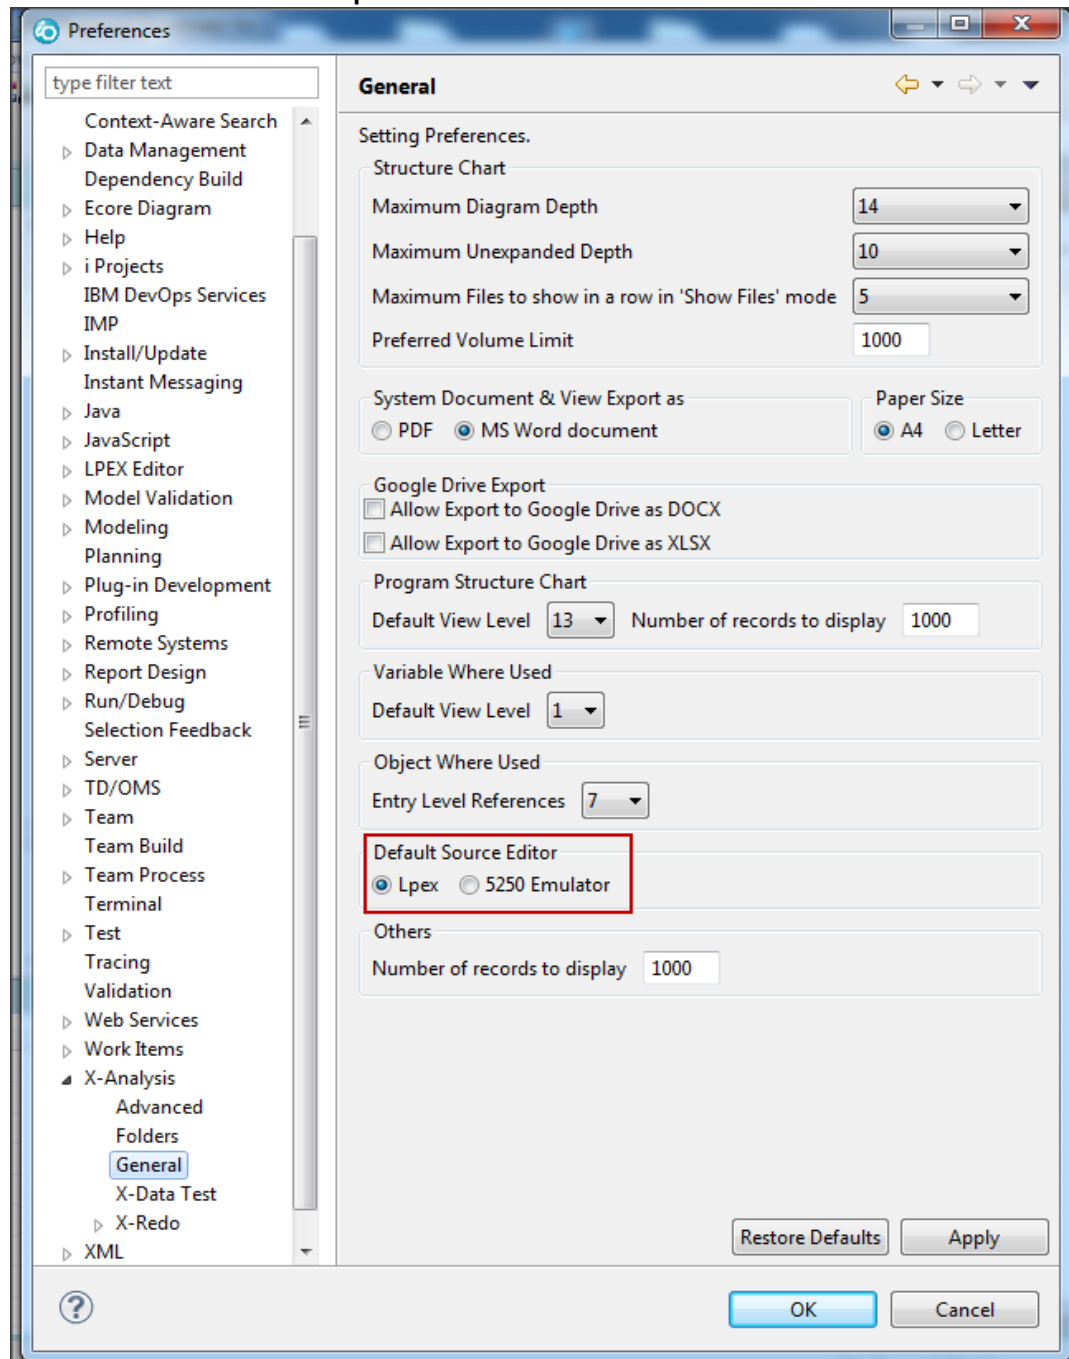 Preferences
type filter text
Context-Aware Search
Data Management
Dependency Build
Ecore Diagram
Help
i Projects
IBM DevOps Services
IMP
Install/Update
Instant Messaging
Java
JavaScript
LPEX Editor
Model Validation
Modeling
Planning
Plug-in Development
Profiling
Remote Systems
Report Design
Run/Debug
Selection Feedback
Server
TD/OMS
Team
Team Build
Team Process
Terminal
Test
Tracing
Validation
Web Services
Work Items
X-Analysis
Advanced
Folders
General
X-Data Test
X-Redo
XML
General
Setting Preferences.
Structure Chart
Maximum Diagram Depth 14
Maximum Unexpanded Depth 10
Maximum Files to show in a row in 'Show Files' mode 5
Preferred Volume Limit 1000
System Document & View Export as
PDF MS Word document
Paper Size
A4 Letter
Google Drive Export
Allow Export to Google Drive as DOCX
Allow Export to Google Drive as XLSX
Program Structure Chart
Default View Level 13 Number of records to display 1000
Variable Where Used
Default View Level 1
Object Where Used
Entry Level References 7
Default Source Editor
Lpex 5250 Emulator
Others
Number of records to display 1000
Restore Defaults Apply
OK Cancel